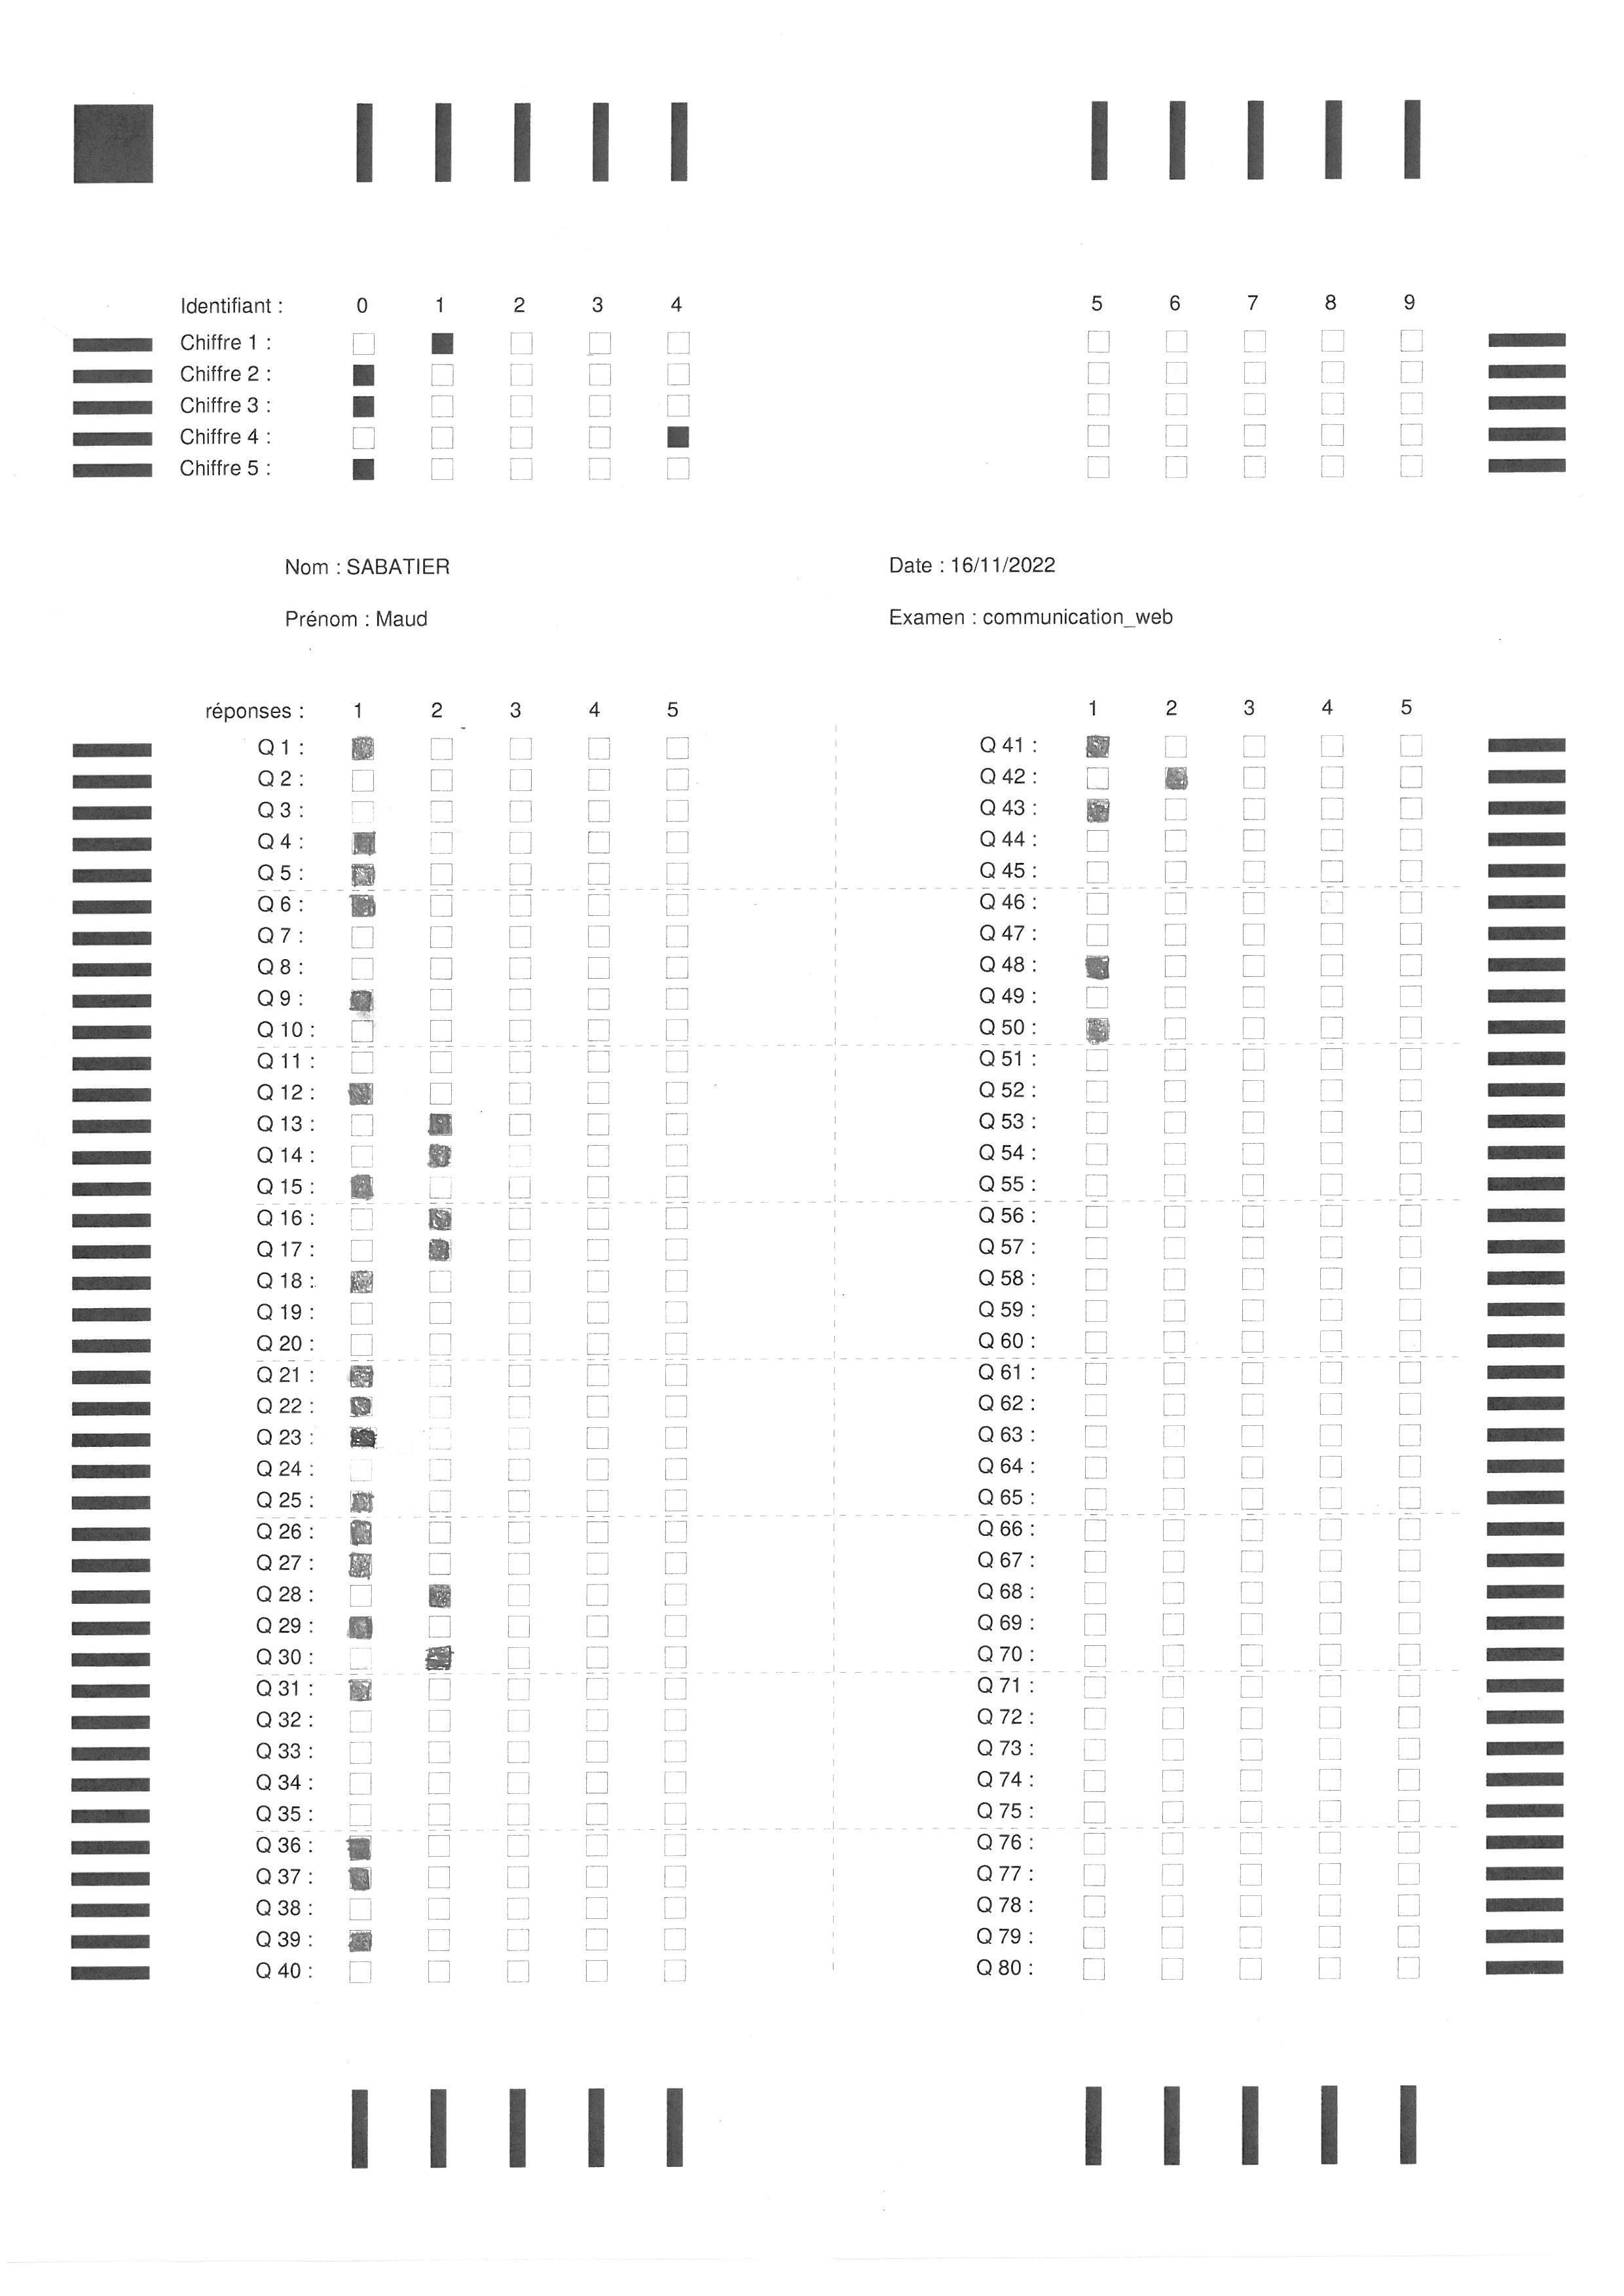 Identifiant : 0 1 2 3 4 5 6 7 8 9
Chiffre 1 :
Chiffre 2 :
Chiffre 3 :
Chiffre 4 :
Chiffre 5 :
Nom : SABATIER Date : 16/11/2022
Prénom : Maud Examen : communication_web
réponses : 1 2 3 4 5 1 2 3 4 5
Q 1 : Q 41 :
Q 2 : Q 42 :
Q 3 : Q 43 :
Q 4 : Q 44 :
Q 5 : Q 45 :
Q 6 : Q 46 :
Q 7 : Q 47 :
Q 8 : Q 48 :
Q 9 : Q 49 :
Q 10 : Q 50 :
Q 11 : Q 51 :
Q 12 : Q 52 :
Q 13 : Q 53 :
Q 14 : Q 54 :
Q 15 : Q 55 :
Q 16 : Q 56 :
Q 17 : Q 57 :
Q 18 : Q 58 :
Q 19 : Q 59 :
Q 20 : Q 60 :
Q 21 : Q 61 :
Q 22 : Q 62 :
Q 23 : Q 63 :
Q 24 : Q 64 :
Q 25 : Q 65 :
Q 26 : Q 66 :
Q 27 : Q 67 :
Q 28 : Q 68 :
Q 29 : Q 69 :
Q 30 : Q 70 :
Q 31 : Q 71 :
Q 32 : Q 72 :
Q 33 : Q 73 :
Q 34 : Q 74 :
Q 35 : Q 75 :
Q 36 : Q 76 :
Q 37 : Q 77 :
Q 38 : Q 78 :
Q 39 : Q 79 :
Q 40 : Q 80 :